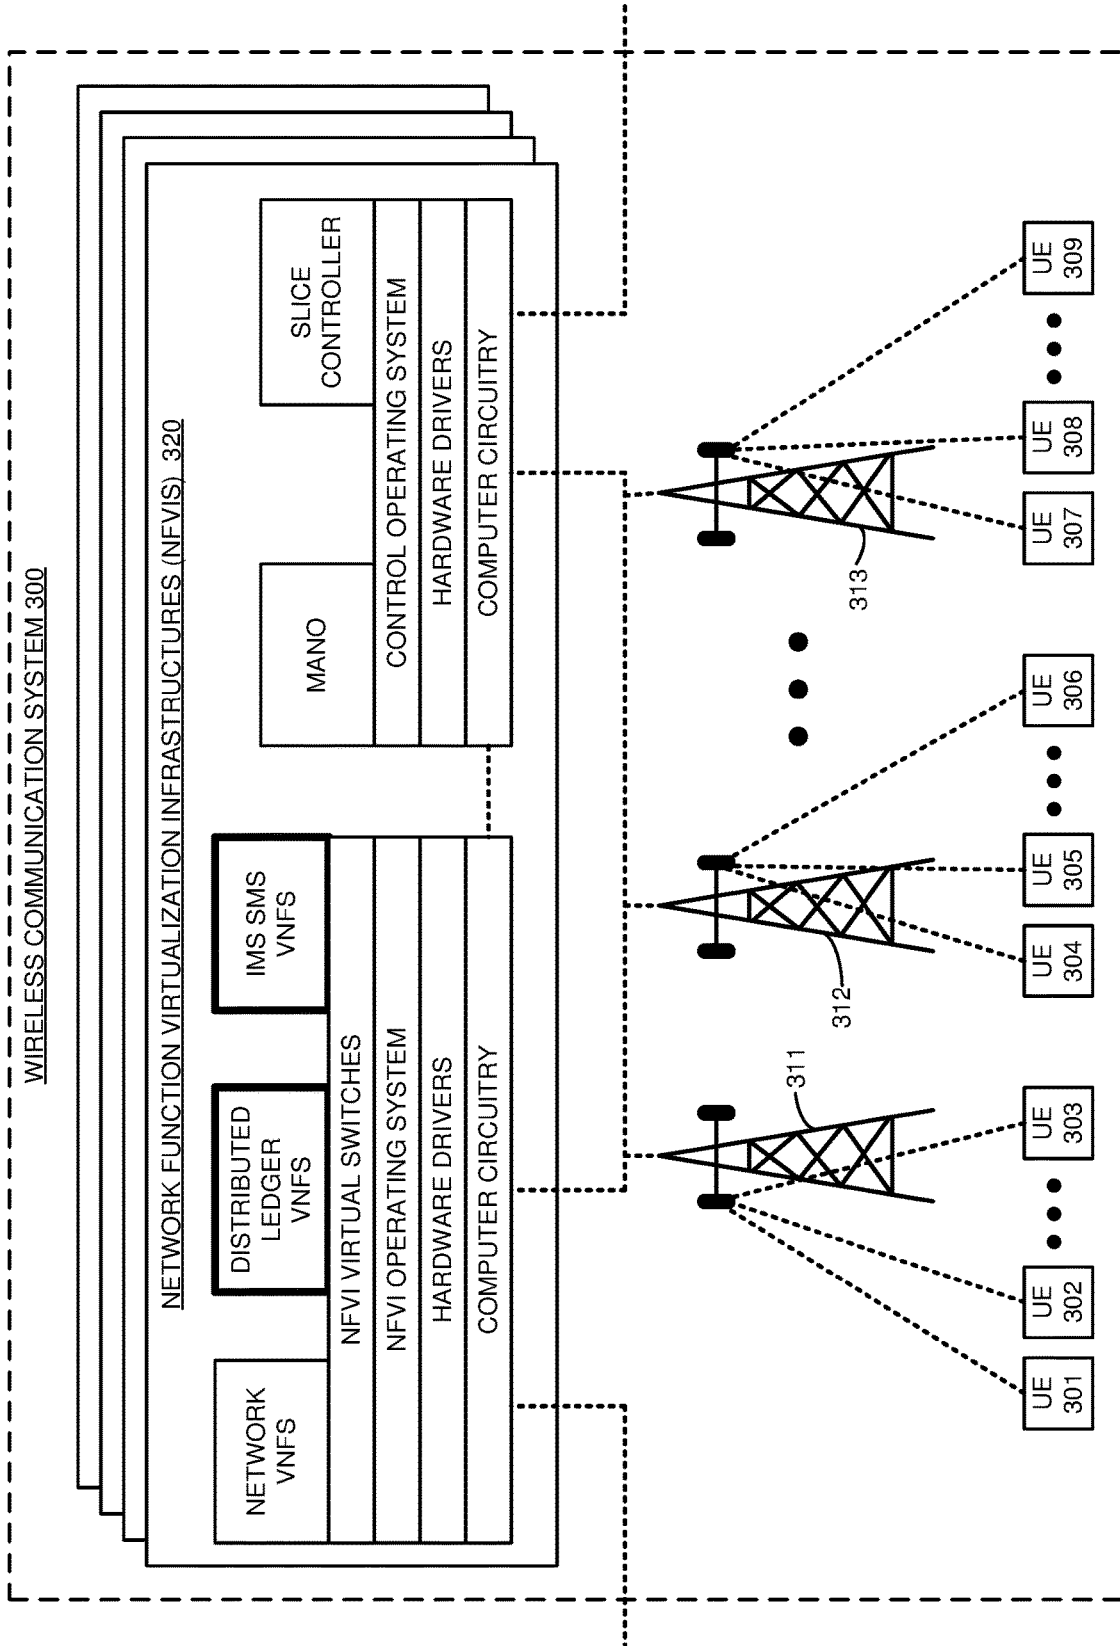 WIRELESS COMMUNICATION SYSTEM 300
NETWORK FUNCTION VIRTUALIZATION INFRASTRUCTURES (NFVIS) 320
NETWORK
VNFS
DISTRIBUTED
LEDGER
VNFS
IMS SMS
VNFS
NFVI VIRTUAL SWITCHES
NFVI OPERATING SYSTEM
HARDWARE DRIVERS
COMPUTER CIRCUITRY
MANO
SLICE
CONTROLLER
CONTROL OPERATING SYSTEM
HARDWARE DRIVERS
COMPUTER CIRCUITRY
311
312
313
UE
301
UE
302
UE
303
UE
304
UE
305
UE
306
UE
307
UE
308
UE
309